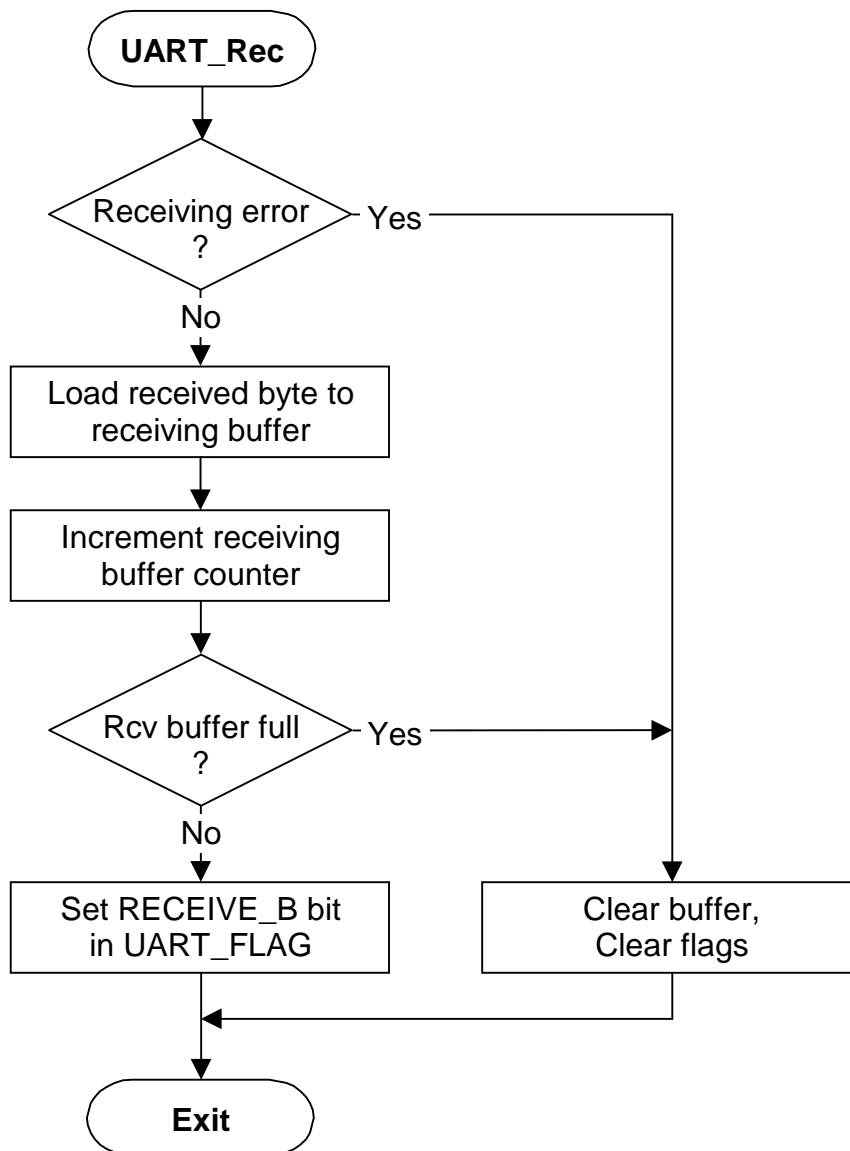 UART_Rec
Receiving error
?
Yes
No
Load received byte to
receiving buffer
Increment receiving
buffer counter
Rcv buffer full
?
Yes
No
Set RECEIVE_B bit
in UART_FLAG
Clear buffer,
Clear flags
Exit